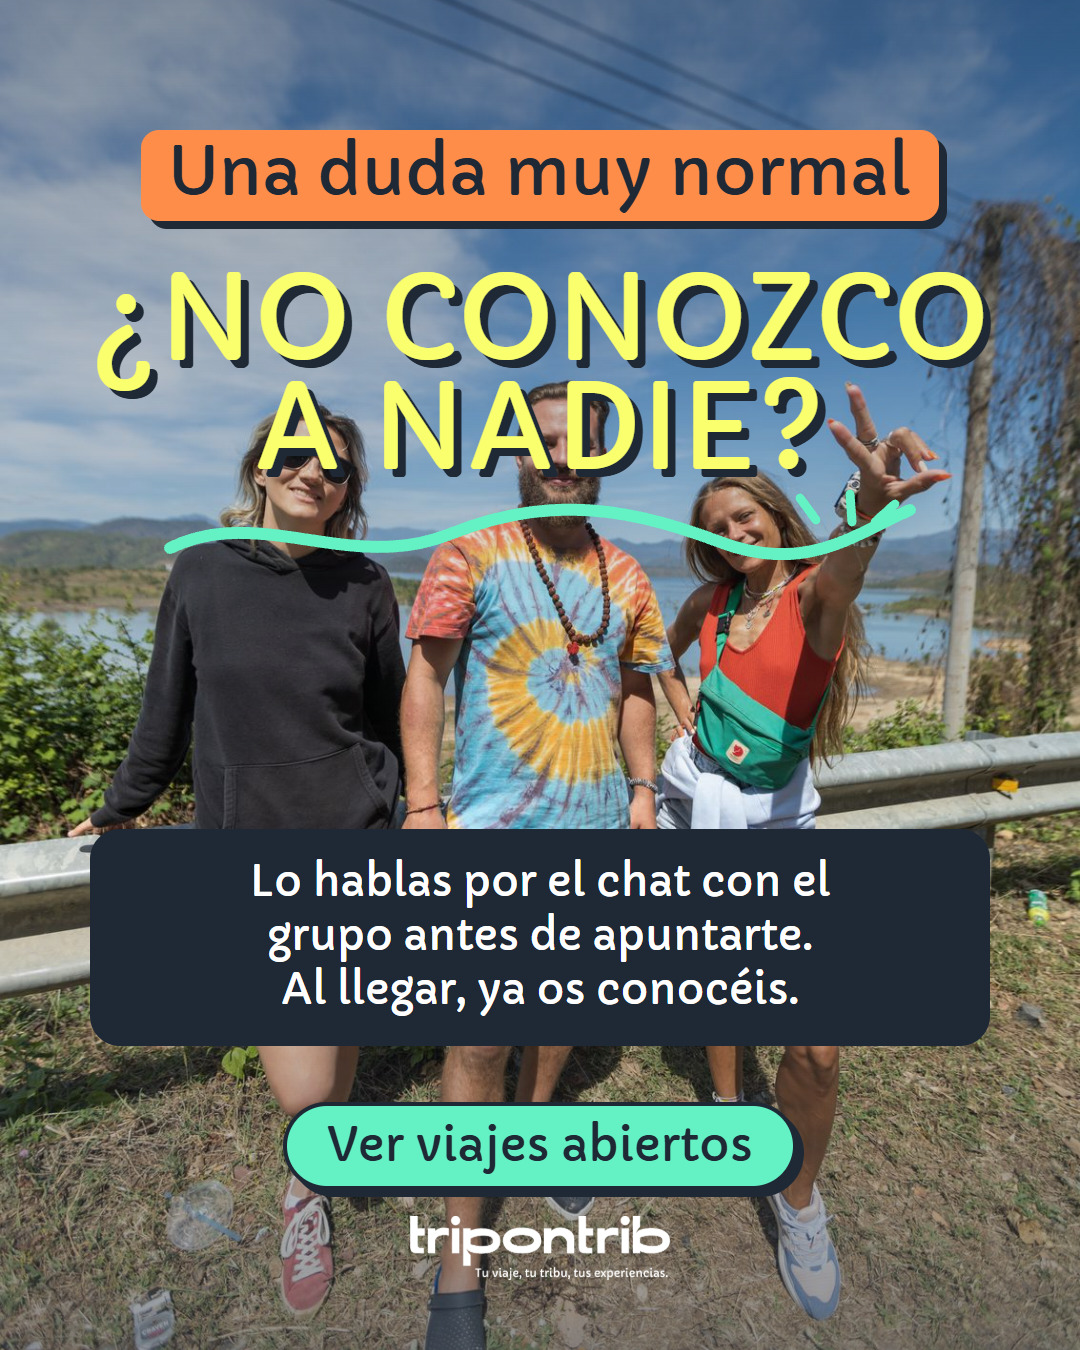 Una duda muy normal
¿NO CONOZCO
A NADIE?
Lo hablas por el chat con el
grupo antes de apuntarte.
Al llegar, ya os conocéis.
Ver viajes abiertos
tripontrib
Tu viaje, tu tribu, tus experiencias.